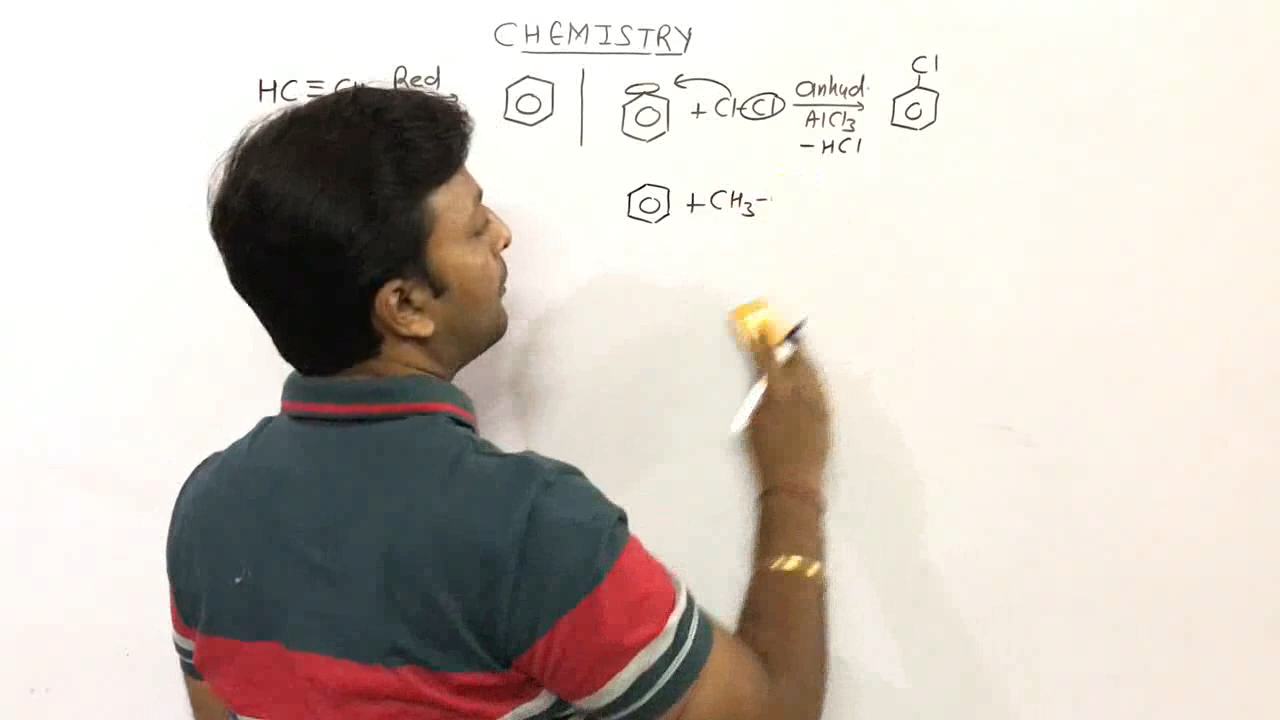 CHEMISTRY
HC≡CH Red
+ Cl-Cl anhyd. AlCl3 -HCl Cl
+ CH3-